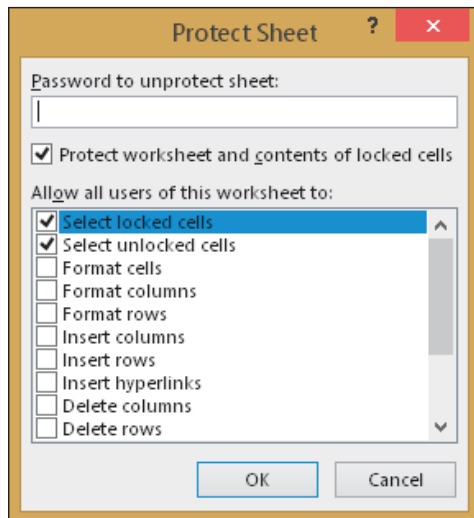 Protect Sheet ? ×
Password to unprotect sheet:
Protect worksheet and contents of locked cells
Allow all users of this worksheet to:
Select locked cells
Select unlocked cells
Format cells
Format columns
Format rows
Insert columns
Insert rows
Insert hyperlinks
Delete columns
Delete rows
OK Cancel